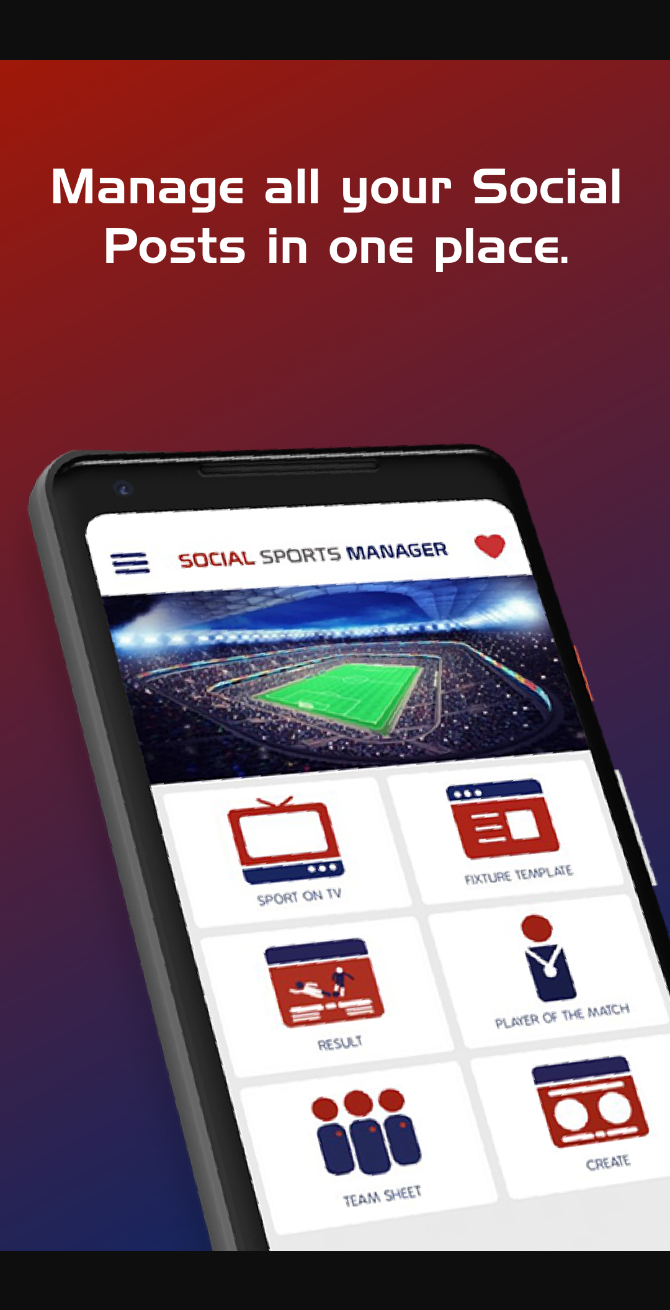 Manage all your Social
Posts in one place.
SOCIAL SPORTS MANAGER
SPORT ON TV
FIXTURE TEMPLATE
RESULT
PLAYER OF THE MATCH
TEAM SHEET
CREATE